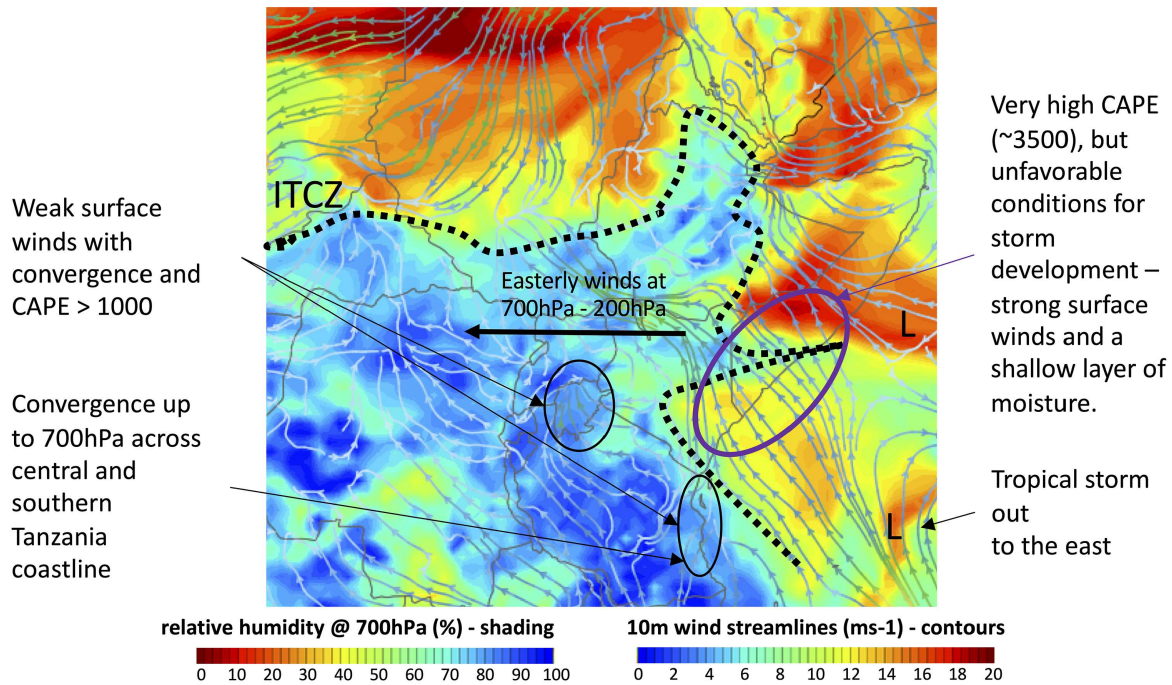 Weak surface
winds with
convergence and
CAPE > 1000
Convergence up
to 700hPa across
central and
southern
Tanzania
coastline
ITCZ
Easterly winds at
700hPa - 200hPa
L
L
Very high CAPE
(~3500), but
unfavorable
conditions for
storm
development –
strong surface
winds and a
shallow layer of
moisture.
Tropical storm
out
to the east
relative humidity @ 700hPa (%) - shading
0 10 20 30 40 50 60 70 80 90 100
10m wind streamlines (ms-1) - contours
0 2 4 6 8 10 12 14 16 18 20